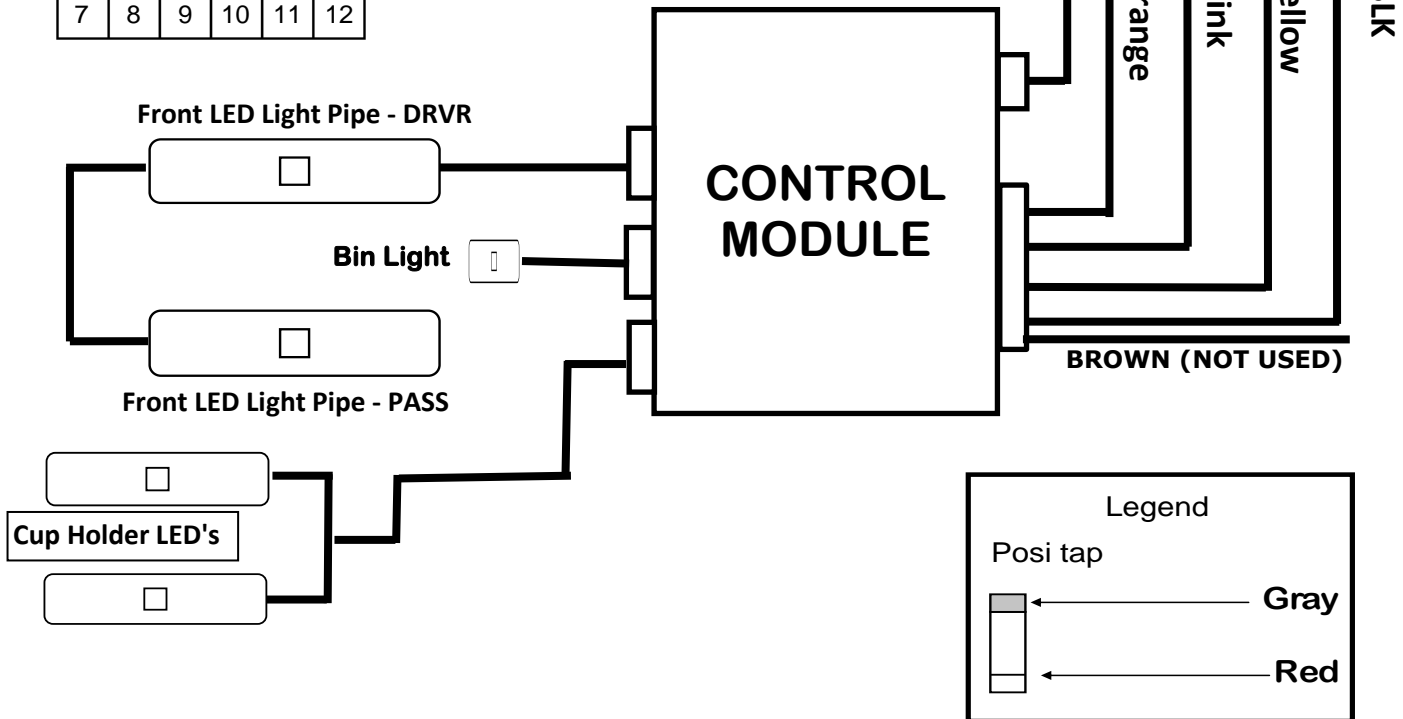 7 8 9 10 11 12
Front LED Light Pipe - DRVR
Bin Light
Front LED Light Pipe - PASS
Cup Holder LED's
CONTROL
MODULE
BROWN (NOT USED)
Legend
Posi tap
Gray
Red